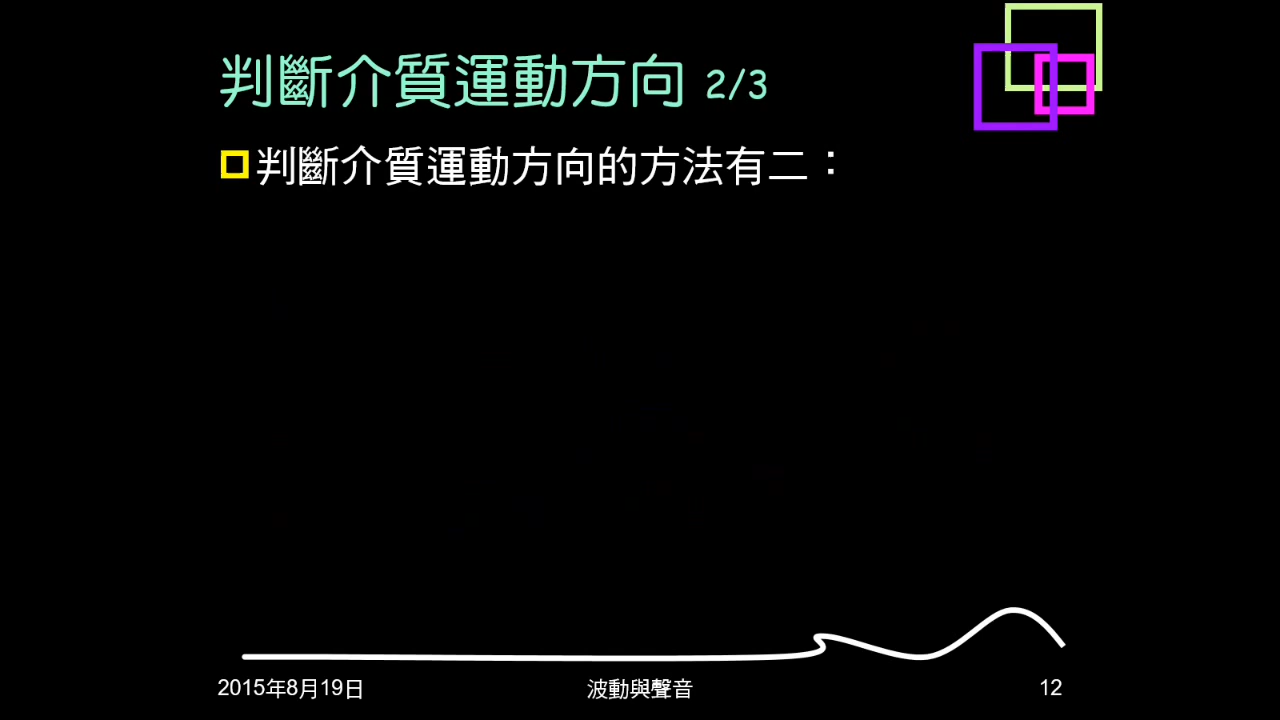 判斷介質運動方向 2/3
判斷介質運動方向的方法有二：
2015年8月19日
波動與聲音
12